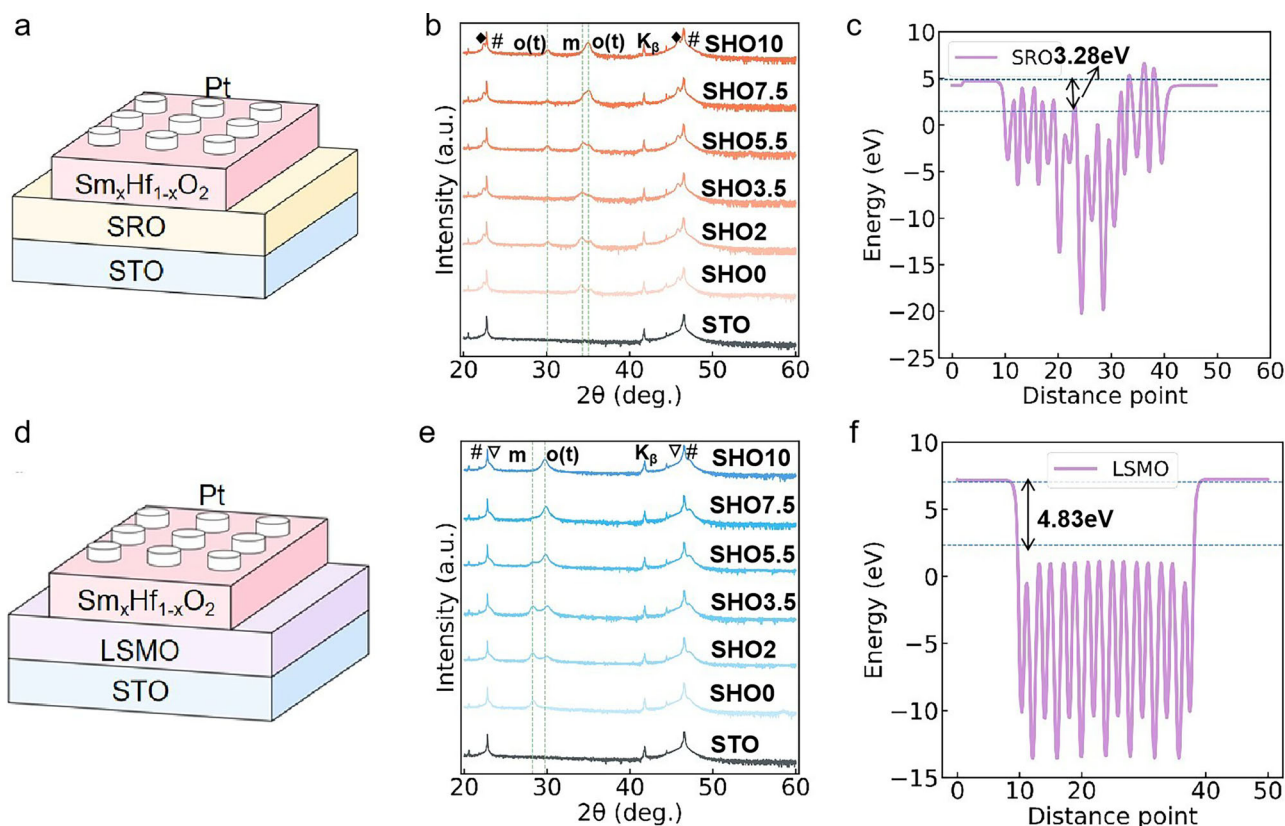 a
Pt
SmxHf1-xO2
SRO
STO
b
Intensity (a.u.)
◆ # o(t) m o(t) Kβ ◆ # SHO10
SHO7.5
SHO5.5
SHO3.5
SHO2
SHO0
STO
20 30 40 50 60
2θ (deg.)
c
Energy (eV)
SRO 3.28eV
10
5
0
−5
−10
−15
−20
−25
0 10 20 30 40 50 60
Distance point
d
Pt
SmxHf1-xO2
LSMO
STO
e
Intensity (a.u.)
# ▽ m o(t) Kβ ▽ # SHO10
SHO7.5
SHO5.5
SHO3.5
SHO2
SHO0
STO
20 30 40 50 60
2θ (deg.)
f
Energy (eV)
LSMO
4.83eV
10
5
0
−5
−10
−15
0 10 20 30 40 50
Distance point